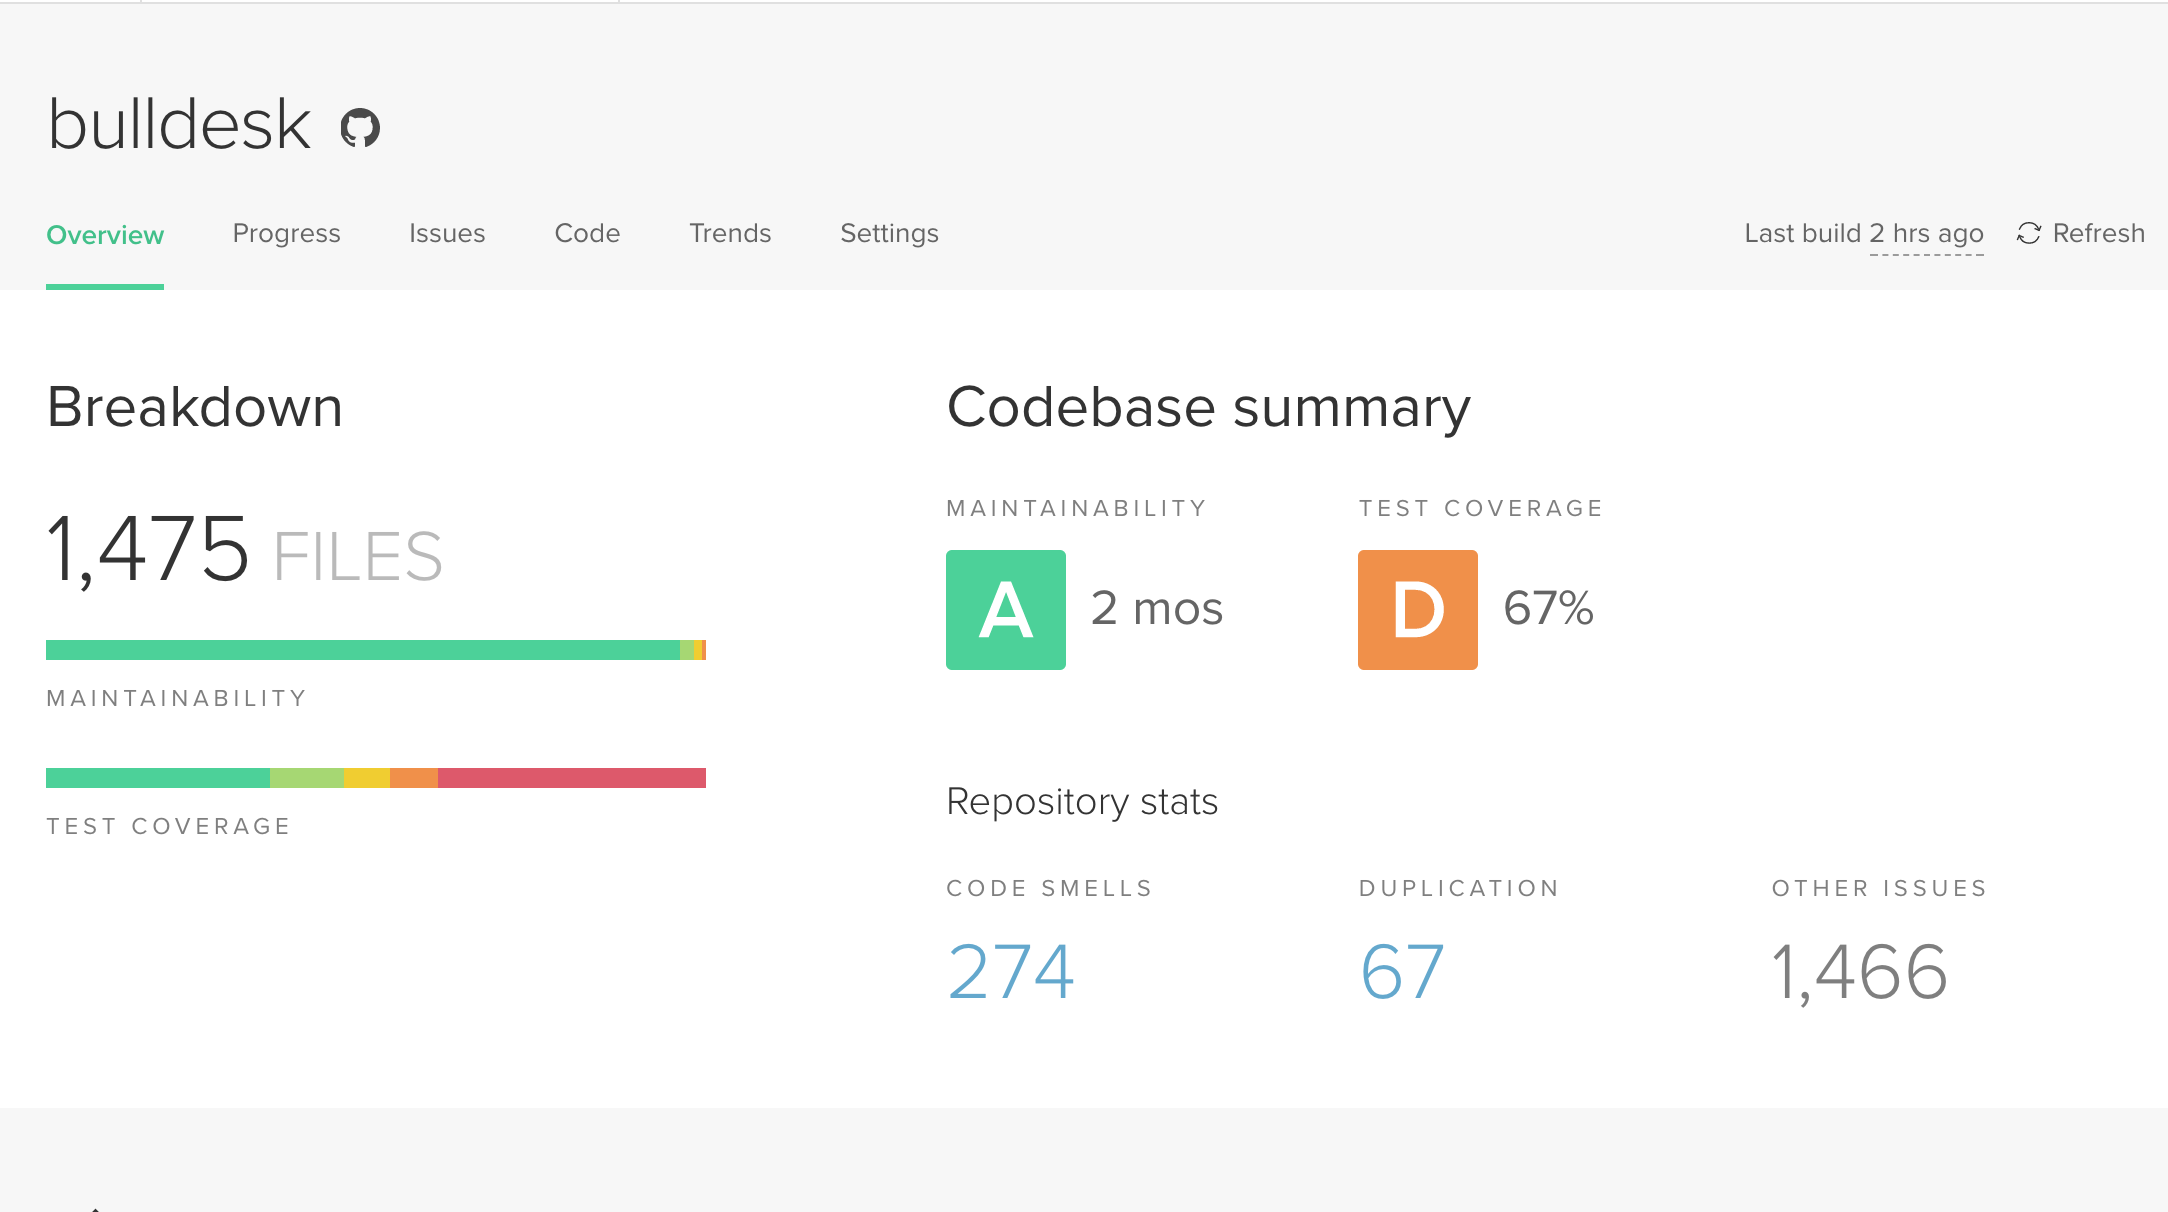 bulldesk
Overview Progress Issues Code Trends Settings Last build 2 hrs ago Refresh
Breakdown
1,475 FILES
MAINTAINABILITY
TEST COVERAGE
Codebase summary
MAINTAINABILITY TEST COVERAGE
A 2 mos D 67%
Repository stats
CODE SMELLS DUPLICATION OTHER ISSUES
274 67 1,466